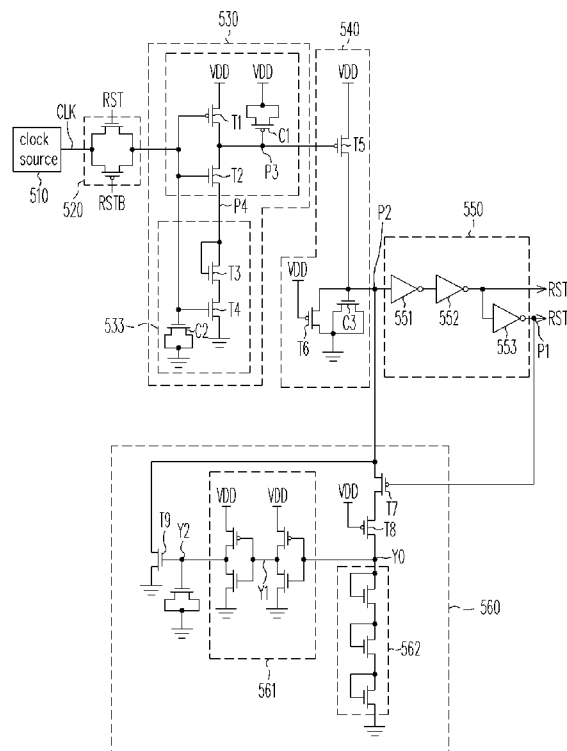 530
540
VDD
VDD
VDD
CLK
RST
T1
C1
clock
source
T5
P3
T2
510
520
RSTB
P4
P2
550
T3
VDD
RST
551
552
T4
C3
RST
C2
T6
553
P1
533
T7
VDD
VDD
VDD
T9
Y2
T8
Y0
Y1
560
562
561